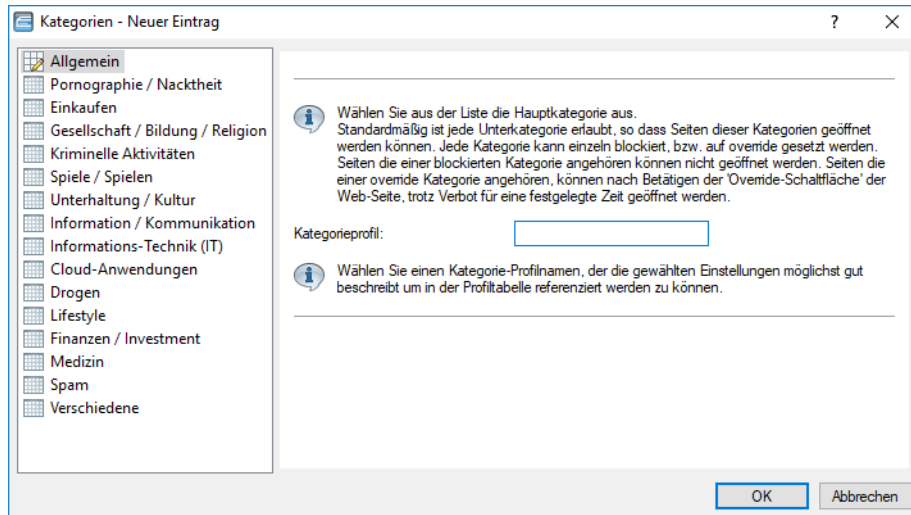 Kategorien - Neuer Eintrag
?
Allgemein
Pornographie / Nacktheit
Einkaufen
Gesellschaft / Bildung / Religion
Kriminelle Aktivitäten
Spiele / Spielen
Unterhaltung / Kultur
Information / Kommunikation
Informations-Technik (IT)
Cloud-Anwendungen
Drogen
Lifestyle
Finanzen / Investment
Medizin
Spam
Verschiedene
Wählen Sie aus der Liste die Hauptkategorie aus.
Standardmäßig ist jede Unterkategorie erlaubt, so dass Seiten dieser Kategorien geöffnet
werden können. Jede Kategorie kann einzeln blockiert, bzw. auf override gesetzt werden.
Seiten die einer blockierten Kategorie angehören können nicht geöffnet werden. Seiten die
einer override Kategorie angehören, können nach Betätigen der 'Override-Schaltfläche' der
Web-Seite, trotz Verbot für eine festgelegte Zeit geöffnet werden.
Kategorieprofil:
Wählen Sie einen Kategorie-Profilnamen, der die gewählten Einstellungen möglichst gut
beschreibt um in der Profiltabelle referenziert werden zu können.
OK
Abbrechen